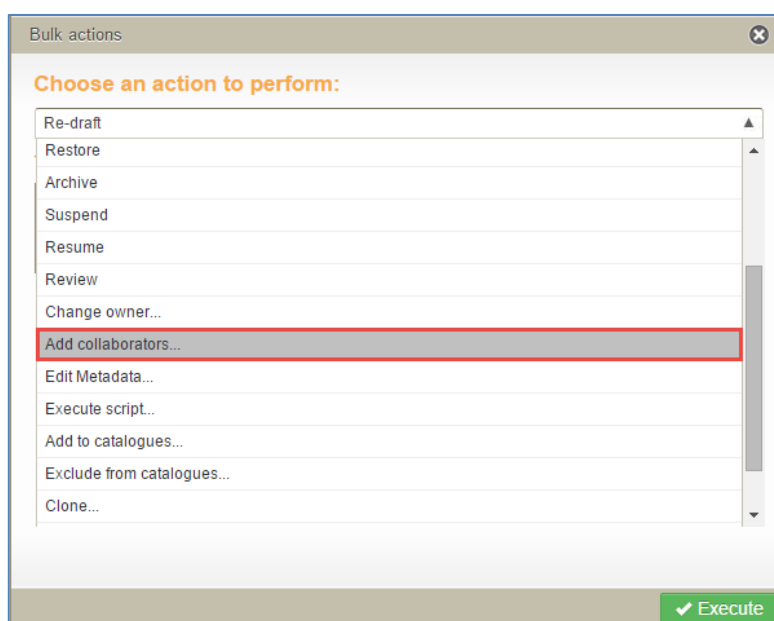 Bulk actions
Choose an action to perform:
Re-draft
Restore
Archive
Suspend
Resume
Review
Change owner...
Add collaborators...
Edit Metadata...
Execute script...
Add to catalogues...
Exclude from catalogues...
Clone...
Execute